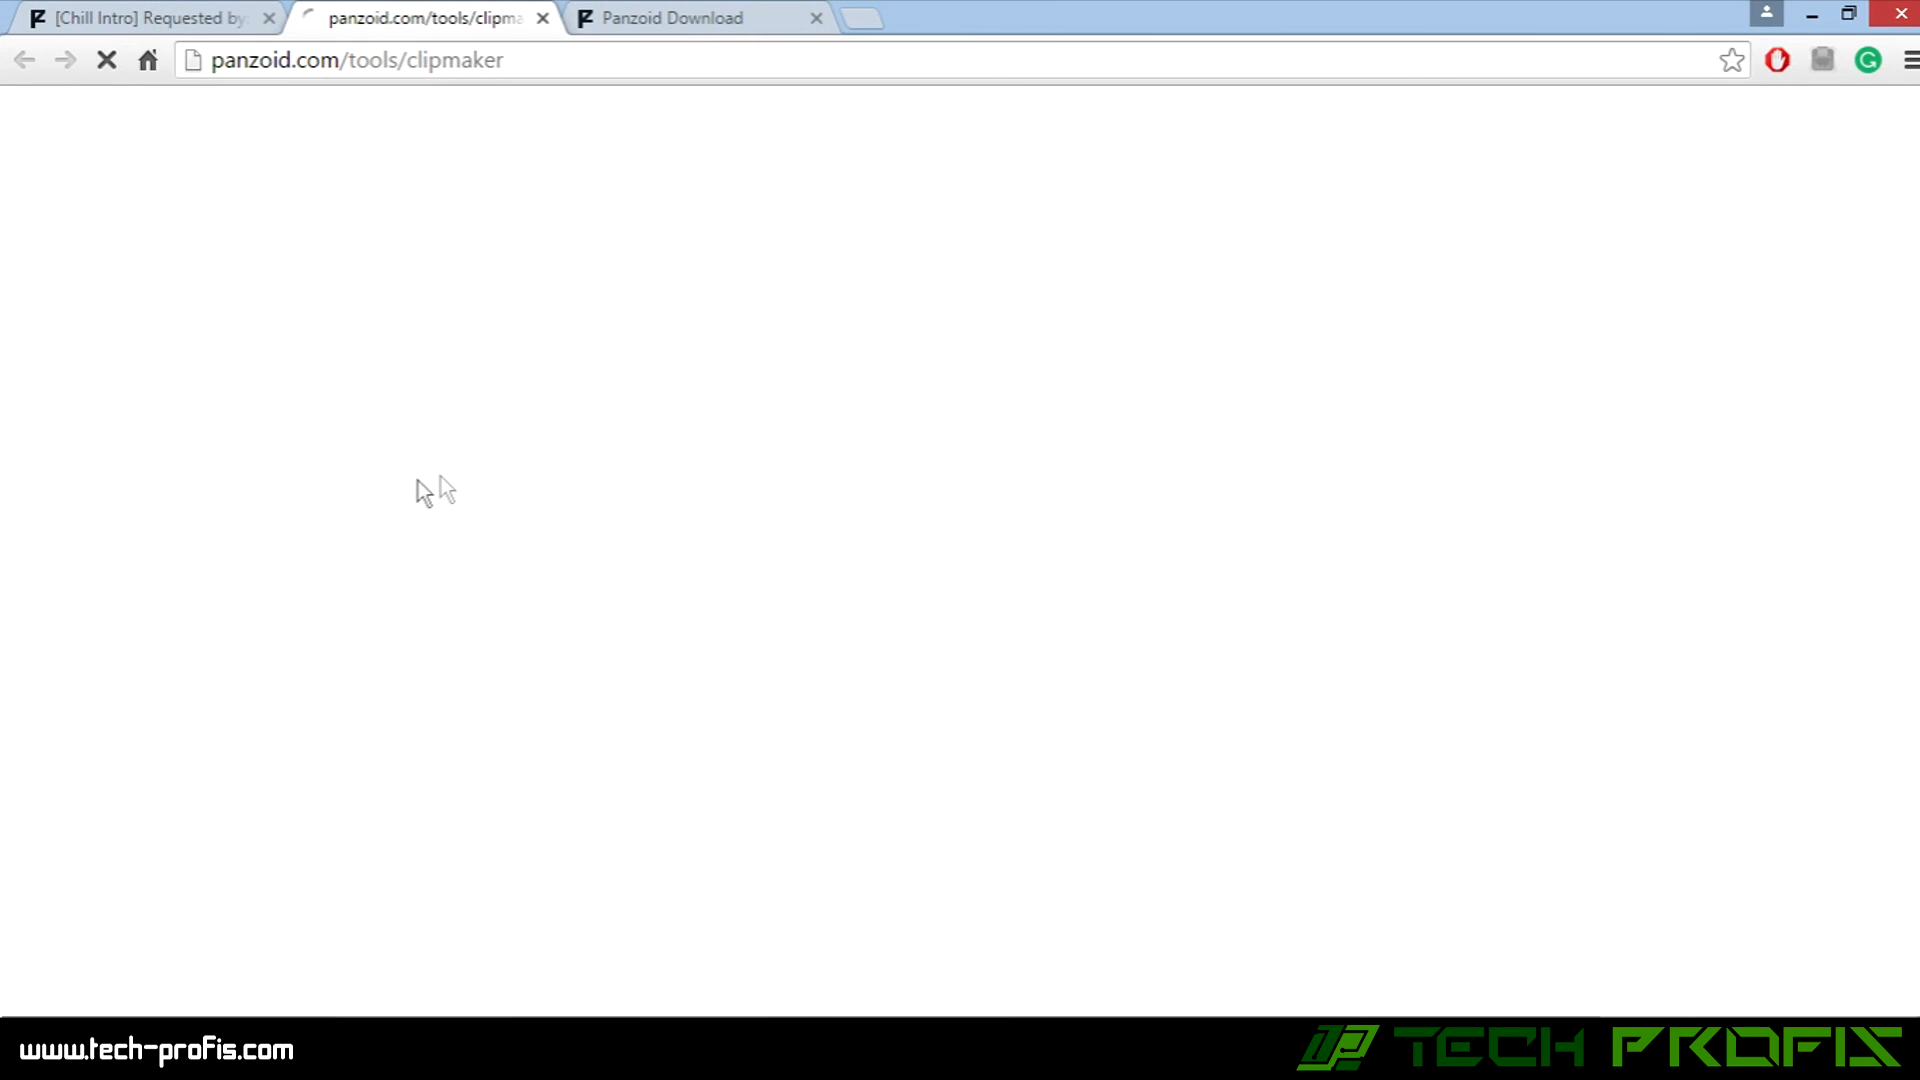 [Chill Intro] Requested by:
panzoid.com/tools/clipma
Panzoid Download
panzoid.com/tools/clipmaker
www.tech-profis.com
TECH PROFIS